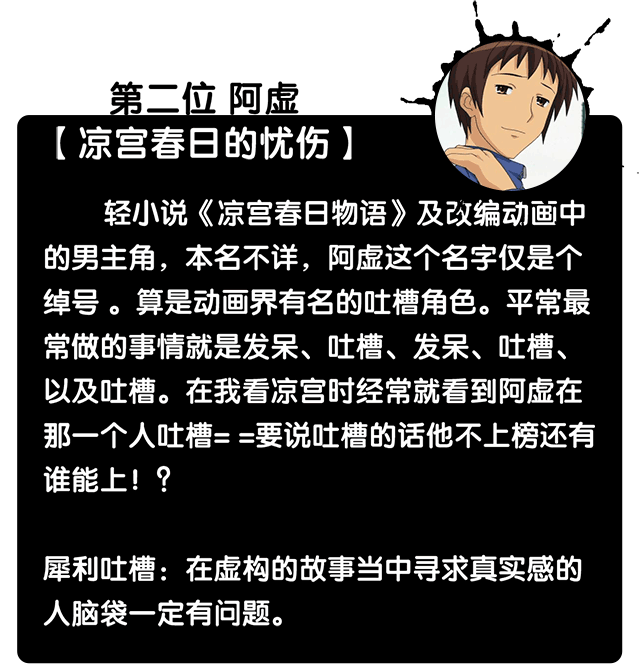 第二位 阿虚
【凉宫春日的忧伤】
轻小说《凉宫春日物语》及改编动画中
的男主角，本名不详，阿虚这个名字仅是个
绰号 。算是动画界有名的吐槽角色。平常最
常做的事情就是发呆、吐槽、发呆、吐槽、
以及吐槽。在我看凉宫时经常就看到阿虚在
那一个人吐槽= =要说吐槽的话他不上榜还有
谁能上！？
犀利吐槽：在虚构的故事当中寻求真实感的
人脑袋一定有问题。